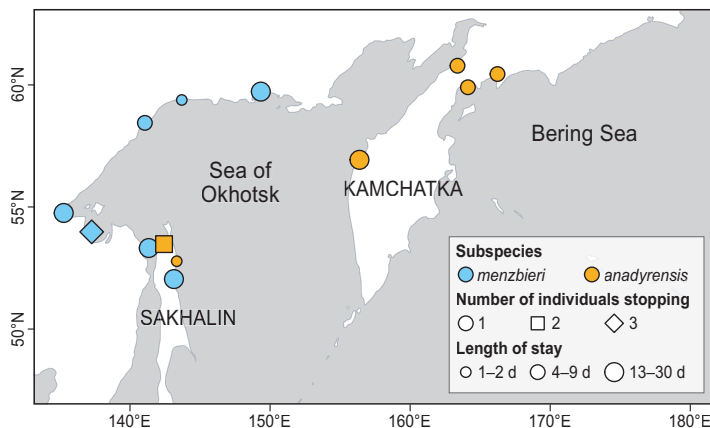 60°N
55°N
50°N
Bering Sea
Sea of
Okhotsk
KAMCHATKA
SAKHALIN
Subspecies
menzbieri anadyrensis
Number of individuals stopping
1 2 3
Length of stay
1–2 d 4–9 d 13–30 d
140°E 150°E 160°E 170°E 180°E